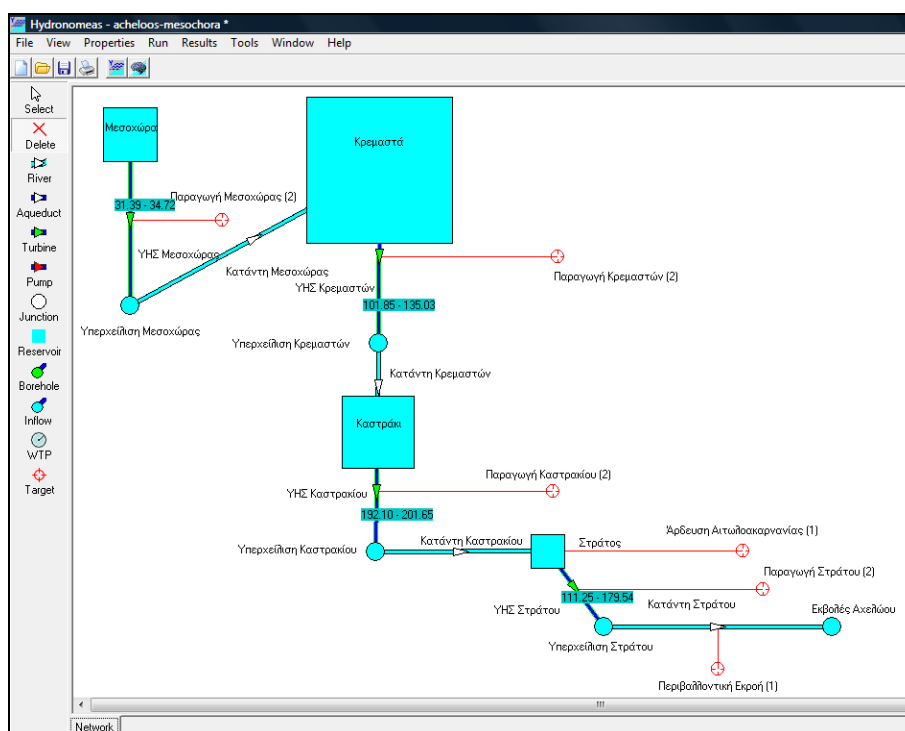 Hydronomeas - acheloos-mesochora *
File View Properties Run Results Tools Window Help
Select
Delete
River
Aqueduct
Turbine
Pump
Junction
Reservoir
Borehole
Inflow
WTP
Target
Μεσοχώρα
Κρεμαστά
Παραγωγή Μεσοχώρας (2)
31.39 - 34.72
ΥΗΣ Μεσοχώρας
Κατάντη Μεσοχώρας
Παραγωγή Κρεμαστών (2)
ΥΗΣ Κρεμαστών
101.85 - 135.03
Υπερχείλιση Μεσοχώρας
Υπερχείλιση Κρεμαστών
Κατάντη Κρεμαστών
Καστράκι
Παραγωγή Καστρακίου (2)
ΥΗΣ Καστρακίου
192.10 - 201.65
Άρδευση Αιτωλοακαρνανίας (1)
Κατάντη Καστρακίου
Στράτος
Υπερχείλιση Καστρακίου
Παραγωγή Στράτου (2)
111.25 - 179.54
Κατάντη Στράτου
ΥΗΣ Στράτου
Εκβολές Αχελώου
Υπερχείλιση Στράτου
Περιβαλλοντική Εκροή (1)
Network